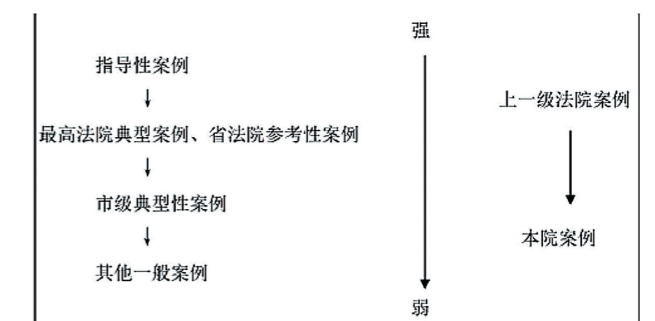 强
指导性案例
上一级法院案例
最高法院典型案例、省法院参考性案例
市级典型性案例
本院案例
其他一般案例
弱